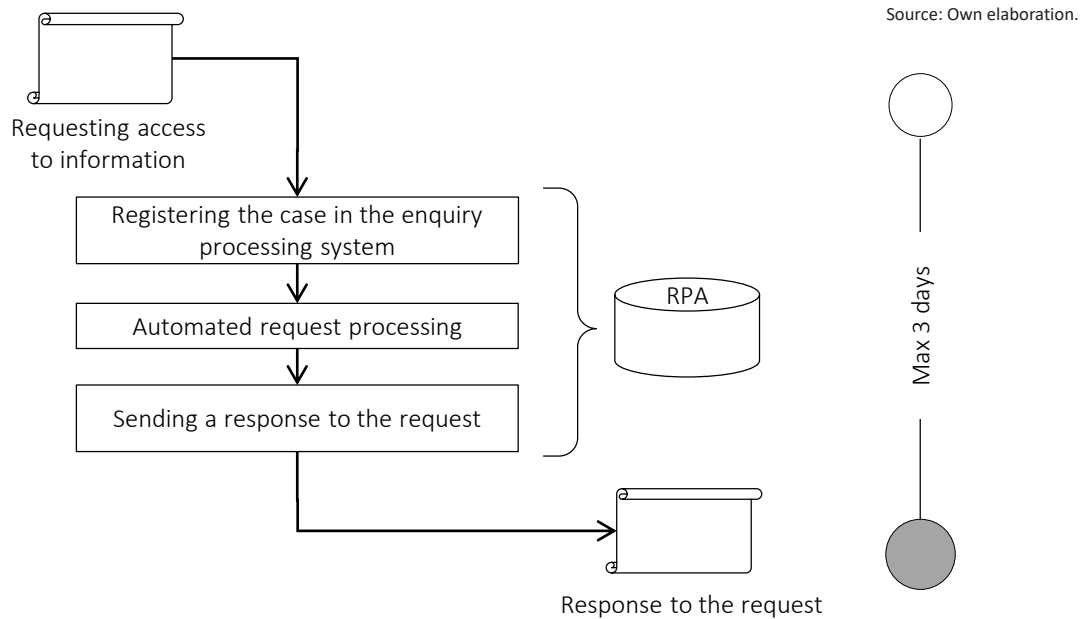 Source: Own elaboration.
Requesting access
to information
Registering the case in the enquiry
processing system
RPA
Automated request processing
Max 3 days
Sending a response to the request
Response to the request